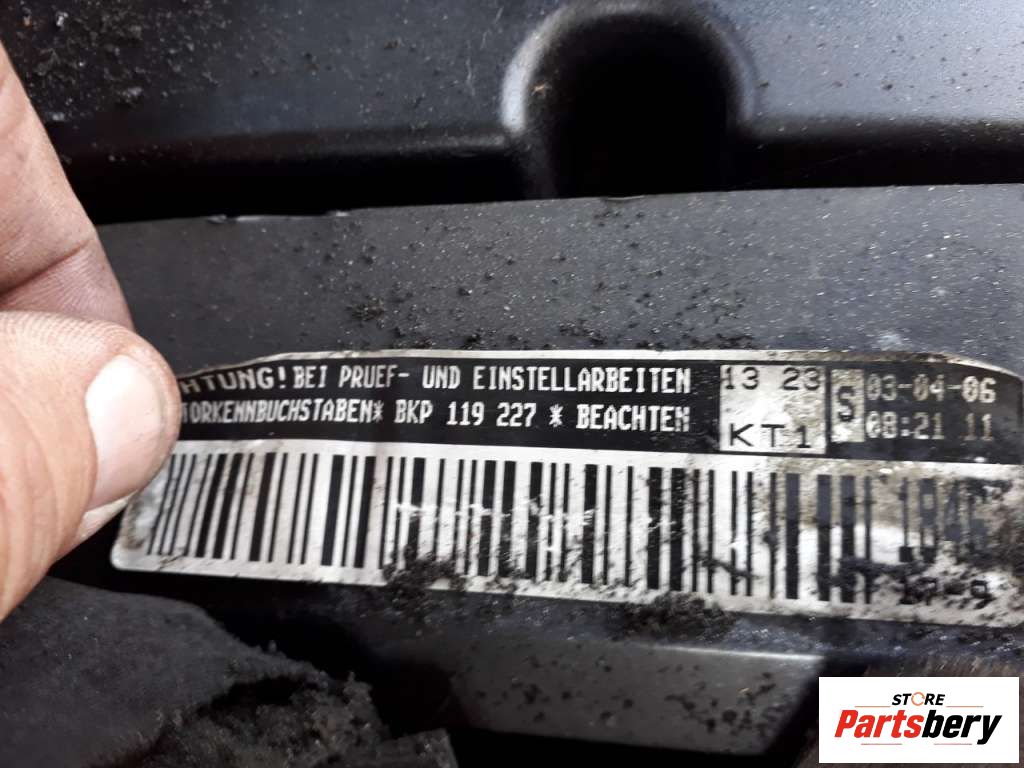 HTUNG! BEI PRUEF- UND EINSTELLARBEITEN
TORKENNBUCHSTABEN* BKP 119 227 * BEACHTEN
13 23
KT1
S
03-04-06
08:21 11
STORE
Partsbery